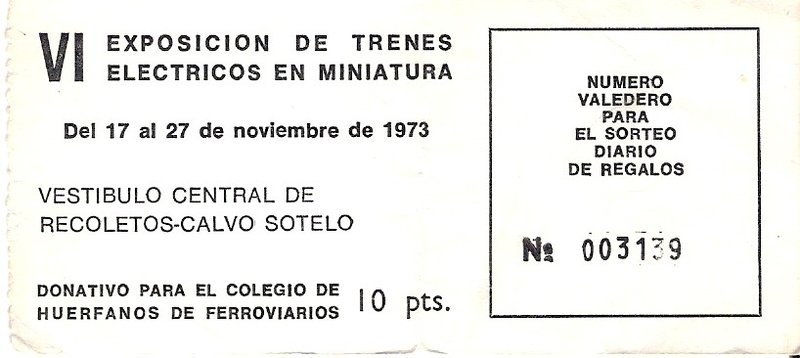 VI EXPOSICION DE TRENES
ELECTRICOS EN MINIATURA
Del 17 al 27 de noviembre de 1973
VESTIBULO CENTRAL DE
RECOLETOS-CALVO SOTELO
DONATIVO PARA EL COLEGIO DE
HUERFANOS DE FERROVIARIOS 10 pts.
NUMERO
VALEDERO
PARA
EL SORTEO
DIARIO
DE REGALOS
Nº 003139